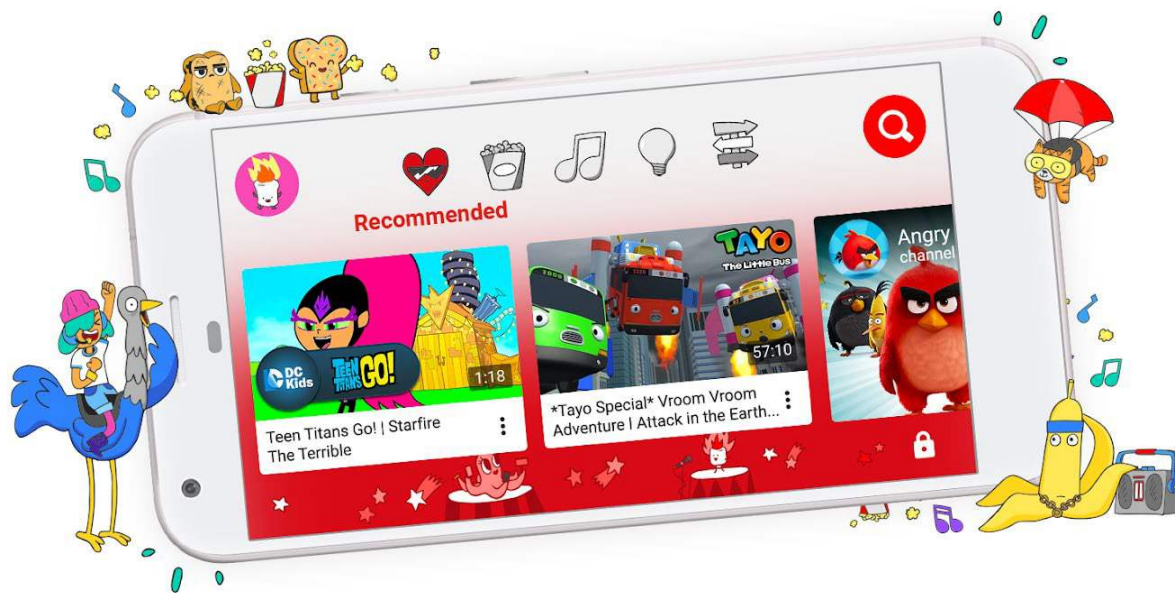 Recommended
DC
Kids
TEEN
TITANS GO!
1:18
Teen Titans Go! | Starfire
The Terrible
TAYO
The Little Bus
57:10
*Tayo Special* Vroom Vroom
Adventure | Attack in the Earth...
Angry
channel